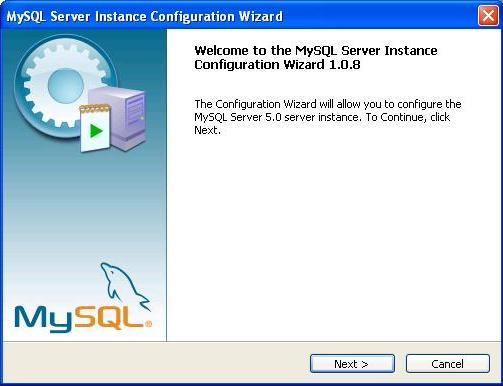 MySQL Server Instance Configuration Wizard
Welcome to the MySQL Server Instance
Configuration Wizard 1.0.8
The Configuration Wizard will allow you to configure the
MySQL Server 5.0 server instance. To Continue, click
Next.
MySQL®
Next >
Cancel